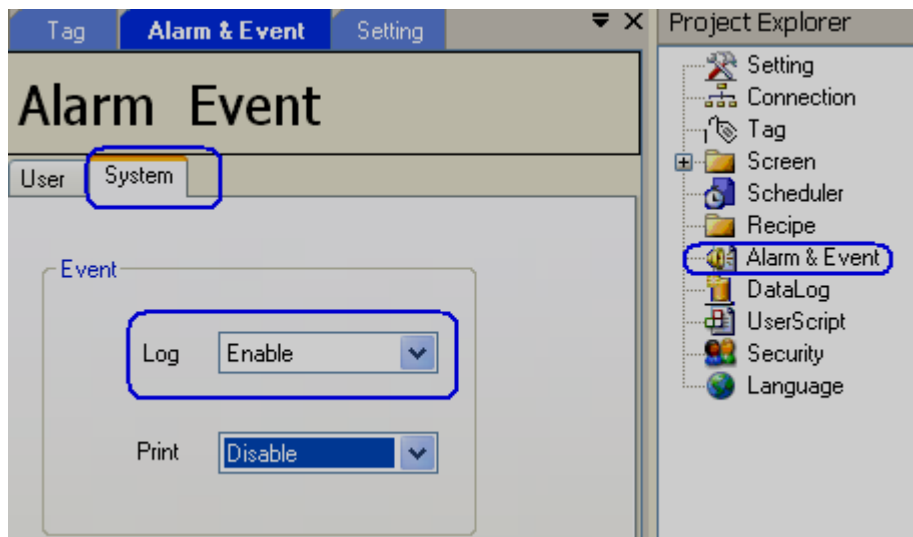 Tag Alarm & Event Setting
Alarm Event
User System
Event
Log Enable
Print Disable
Project Explorer
Setting
Connection
Tag
Screen
Scheduler
Recipe
Alarm & Event
DataLog
UserScript
Security
Language